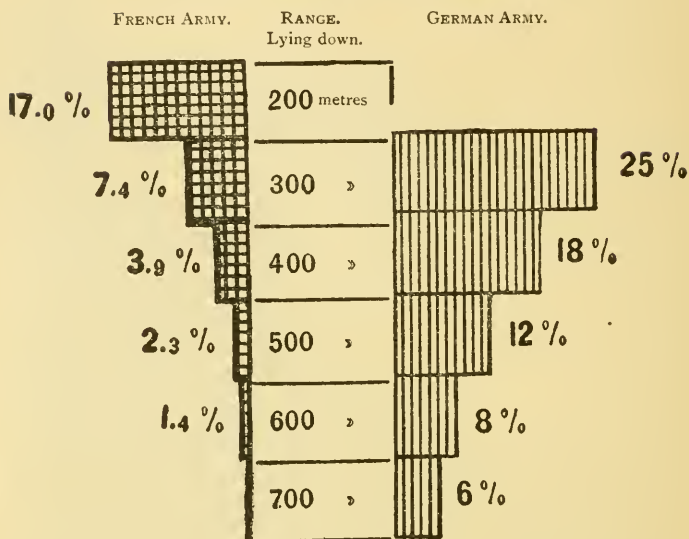 FRENCH ARMY. RANGE. GERMAN ARMY.
Lying down.
17.0 % 200 metres
7.4 % 300 » 25 %
3.9 % 400 » 18 %
2.3 % 500 » 12 %
1.4 % 600 » 8 %
700 » 6 %